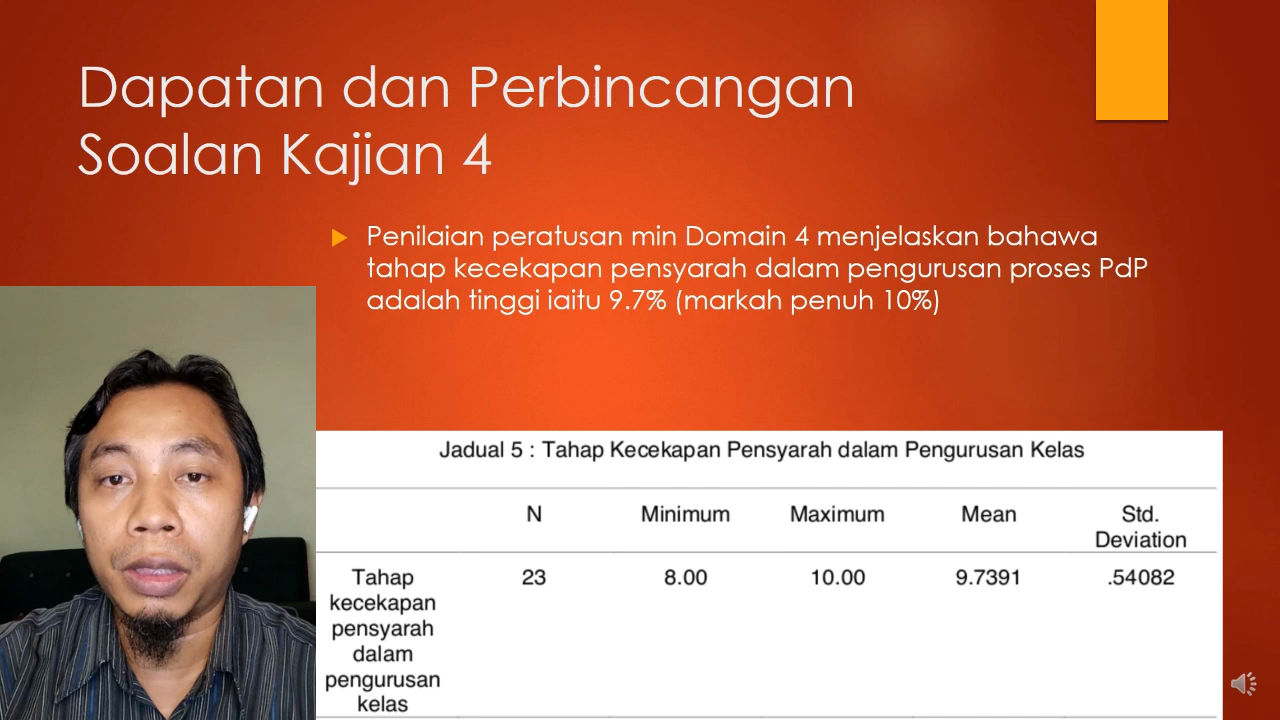 Dapatan dan Perbincangan
Soalan Kajian 4
Penilaian peratusan min Domain 4 menjelaskan bahawa
tahap kecekapan pensyarah dalam pengurusan proses PdP
adalah tinggi iaitu 9.7% (markah penuh 10%)
Jadual 5 : Tahap Kecekapan Pensyarah dalam Pengurusan Kelas
N Minimum Maximum Mean Std.
Deviation
Tahap 23 8.00 10.00 9.7391 .54082
kecekapan
pensyarah
dalam
pengurusan
kelas